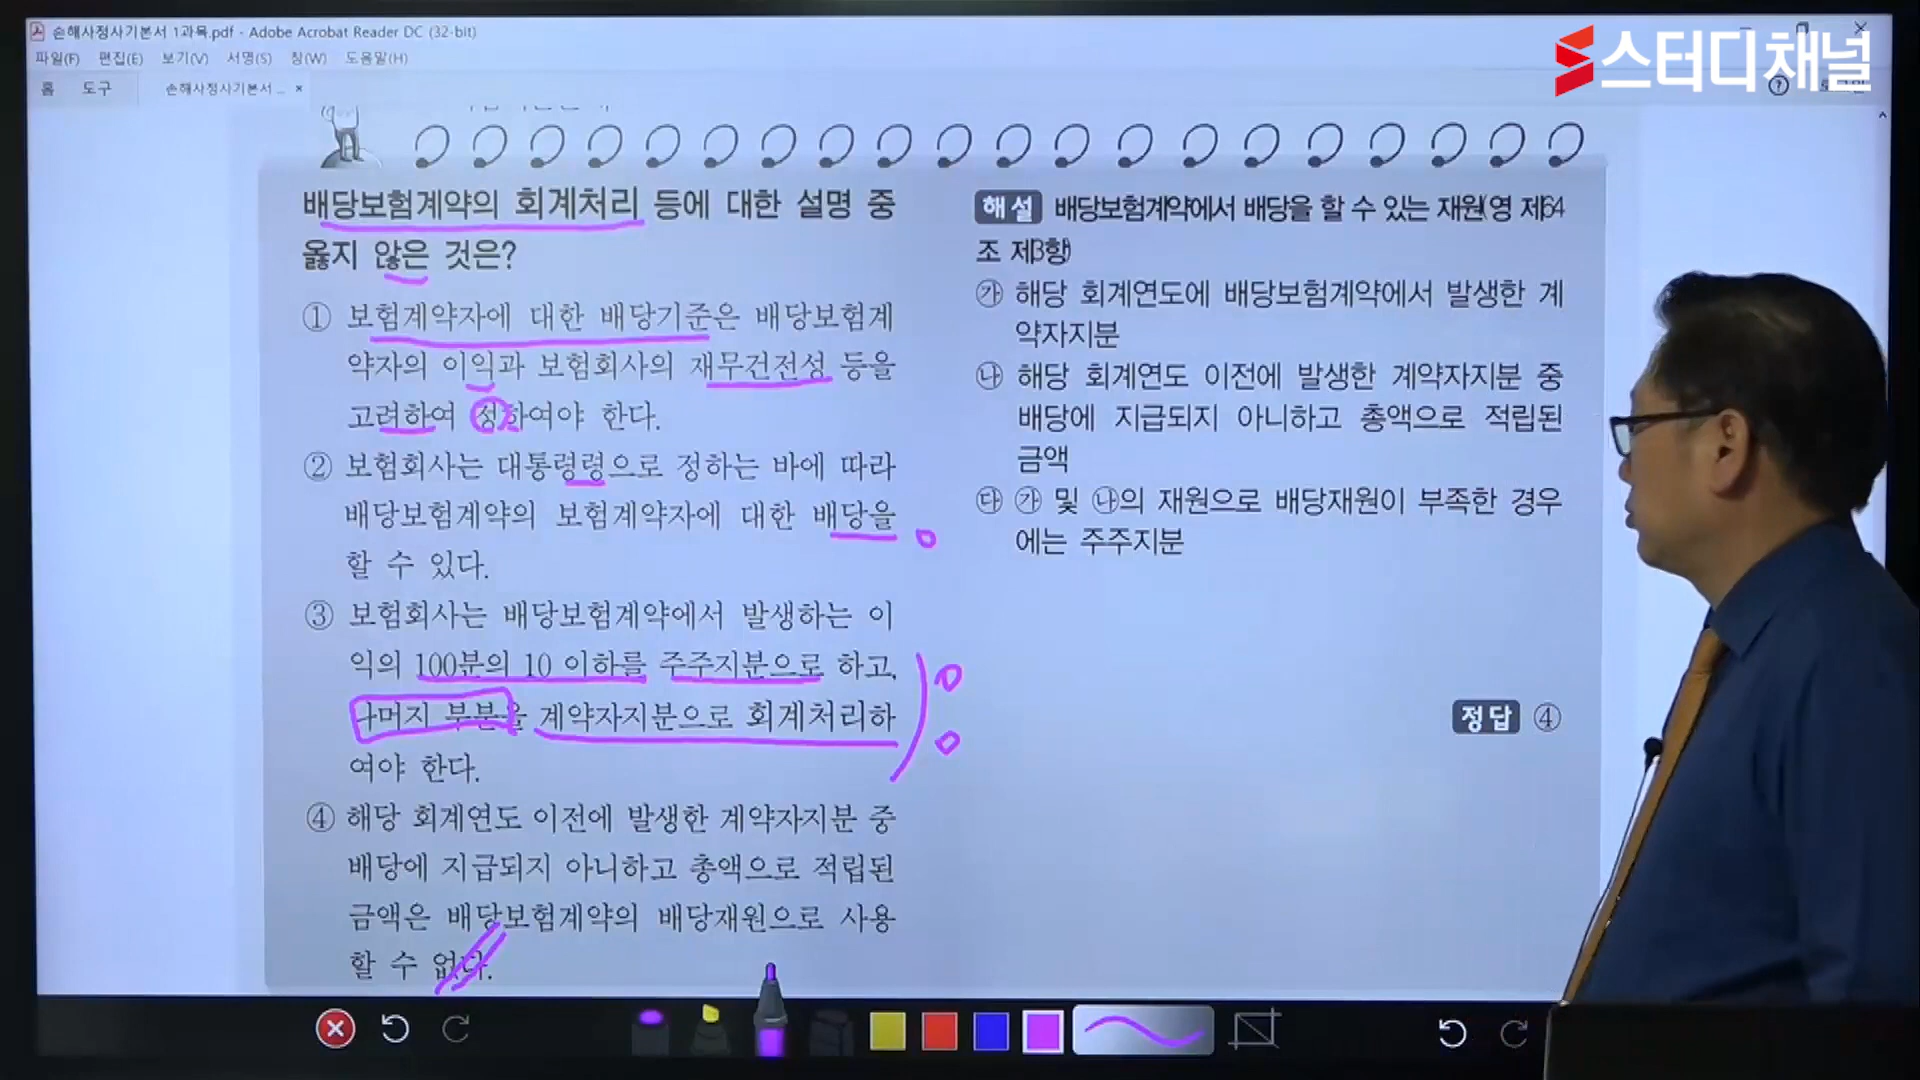 손해사정사기본서 1과목.pdf - Adobe Acrobat Reader DC (32-bit)
파일(F) 편집(E) 보기(V) 서명(S) 창(W) 도움말(H)
홈 도구 손해사정사기본서 ... ×
스터디채널
배당보험계약의 회계처리 등에 대한 설명 중
옳지 않은 것은?
① 보험계약자에 대한 배당기준은 배당보험계
약자의 이익과 보험회사의 재무건전성 등을
고려하여 정하여야 한다.
② 보험회사는 대통령령으로 정하는 바에 따라
배당보험계약의 보험계약자에 대한 배당을
할 수 있다.
③ 보험회사는 배당보험계약에서 발생하는 이
익의 100분의 10 이하를 주주지분으로 하고,
나머지 부분을 계약자지분으로 회계처리하
여야 한다.
④ 해당 회계연도 이전에 발생한 계약자지분 중
배당에 지급되지 아니하고 총액으로 적립된
금액은 배당보험계약의 배당재원으로 사용
할 수 없다.
해설 배당보험계약에서 배당을 할 수 있는 재원(영 제64
조 제3항)
㉮ 해당 회계연도에 배당보험계약에서 발생한 계
약자지분
㉯ 해당 회계연도 이전에 발생한 계약자지분 중
배당에 지급되지 아니하고 총액으로 적립된
금액
㉰ ㉮ 및 ㉯의 재원으로 배당재원이 부족한 경우
에는 주주지분
정답 ④